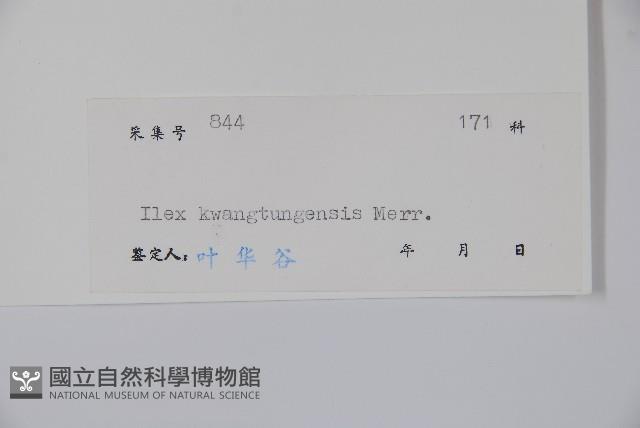 采集号 844 171 科
Ilex kwangtungensis Merr.
鉴定人: 叶华谷 年 月 日
國立自然科學博物館
NATIONAL MUSEUM OF NATURAL SCIENCE